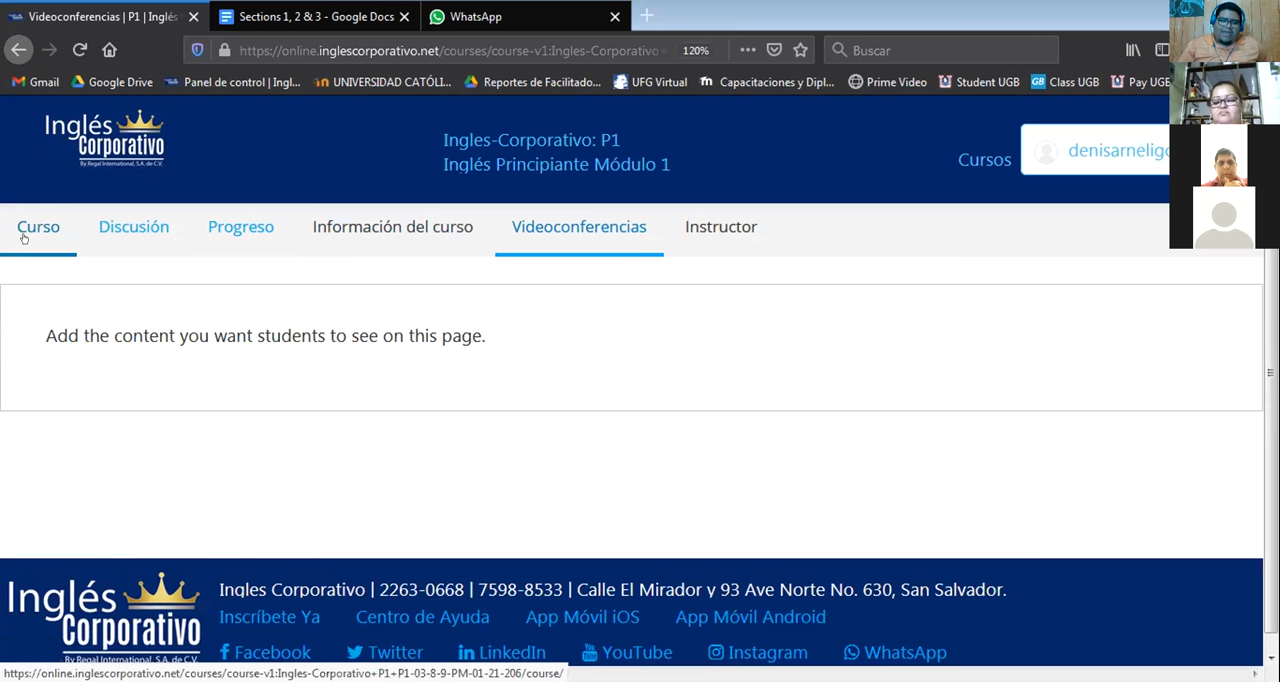 Videoconferencias | P1 | Inglés
Sections 1, 2 & 3 - Google Docs
WhatsApp
https://online.inglescorporativo.net/courses/course-v1:Ingles-Corporativo
120%
Buscar
Gmail
Google Drive
Panel de control | Ingl...
UNIVERSIDAD CATÓLI...
Reportes de Facilitado...
UFG Virtual
Capacitaciones y Dipl...
Prime Video
Student UGB
Class UGB
Pay UGB
Inglés
Corporativo
By Regal International, S.A. de C.V.
Ingles-Corporativo: P1
Inglés Principiante Módulo 1
Cursos
denisarnelig
Curso
Discusión
Progreso
Información del curso
Videoconferencias
Instructor
Add the content you want students to see on this page.
Inglés
Corporativo
By Regal International, S.A. de C.V.
Ingles Corporativo | 2263-0668 | 7598-8533 | Calle El Mirador y 93 Ave Norte No. 630, San Salvador.
Inscríbete Ya
Centro de Ayuda
App Móvil iOS
App Móvil Android
Facebook
Twitter
LinkedIn
YouTube
Instagram
WhatsApp
https://online.inglescorporativo.net/courses/course-v1:Ingles-Corporativo+P1+P1-03-8-9-PM-01-21-206/course/